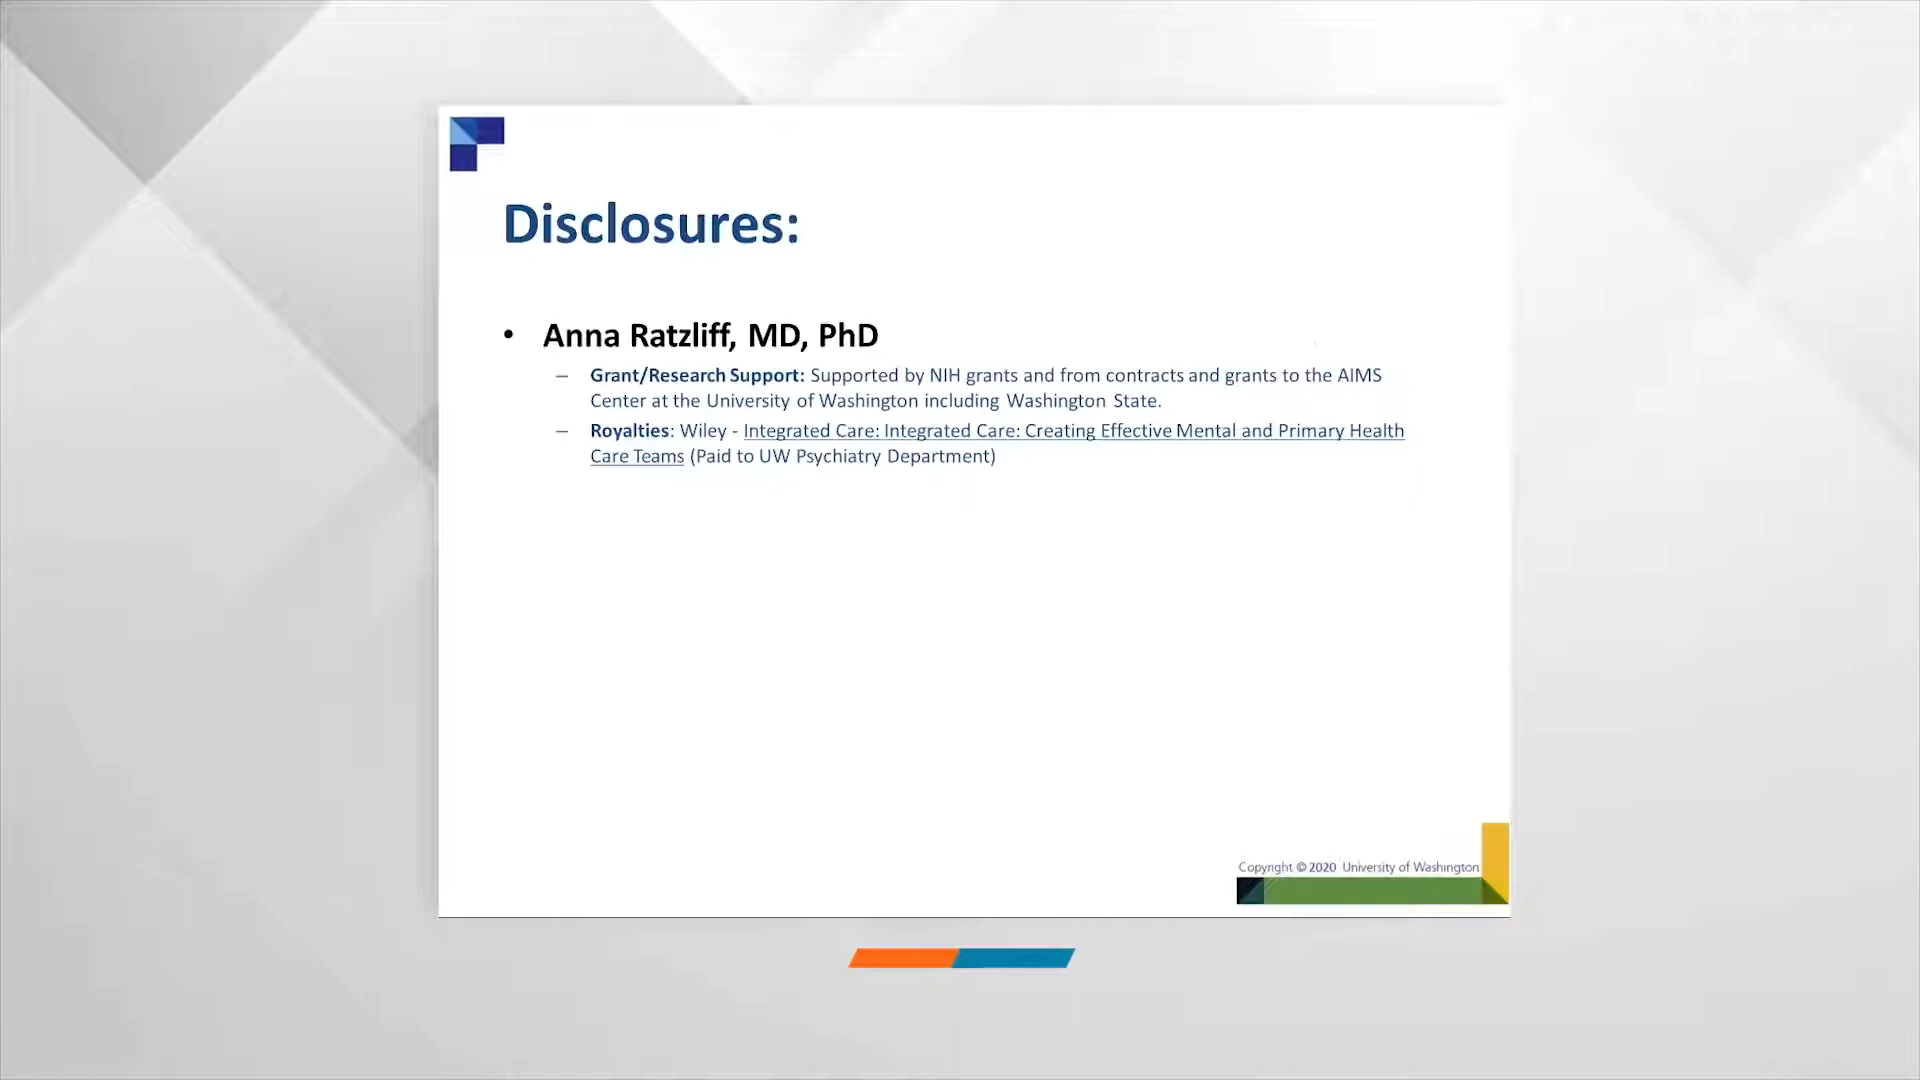 Disclosures:
• Anna Ratzliff, MD, PhD
– Grant/Research Support: Supported by NIH grants and from contracts and grants to the AIMS
Center at the University of Washington including Washington State.
– Royalties: Wiley - Integrated Care: Integrated Care: Creating Effective Mental and Primary Health
Care Teams (Paid to UW Psychiatry Department)
Copyright © 2020 University of Washington